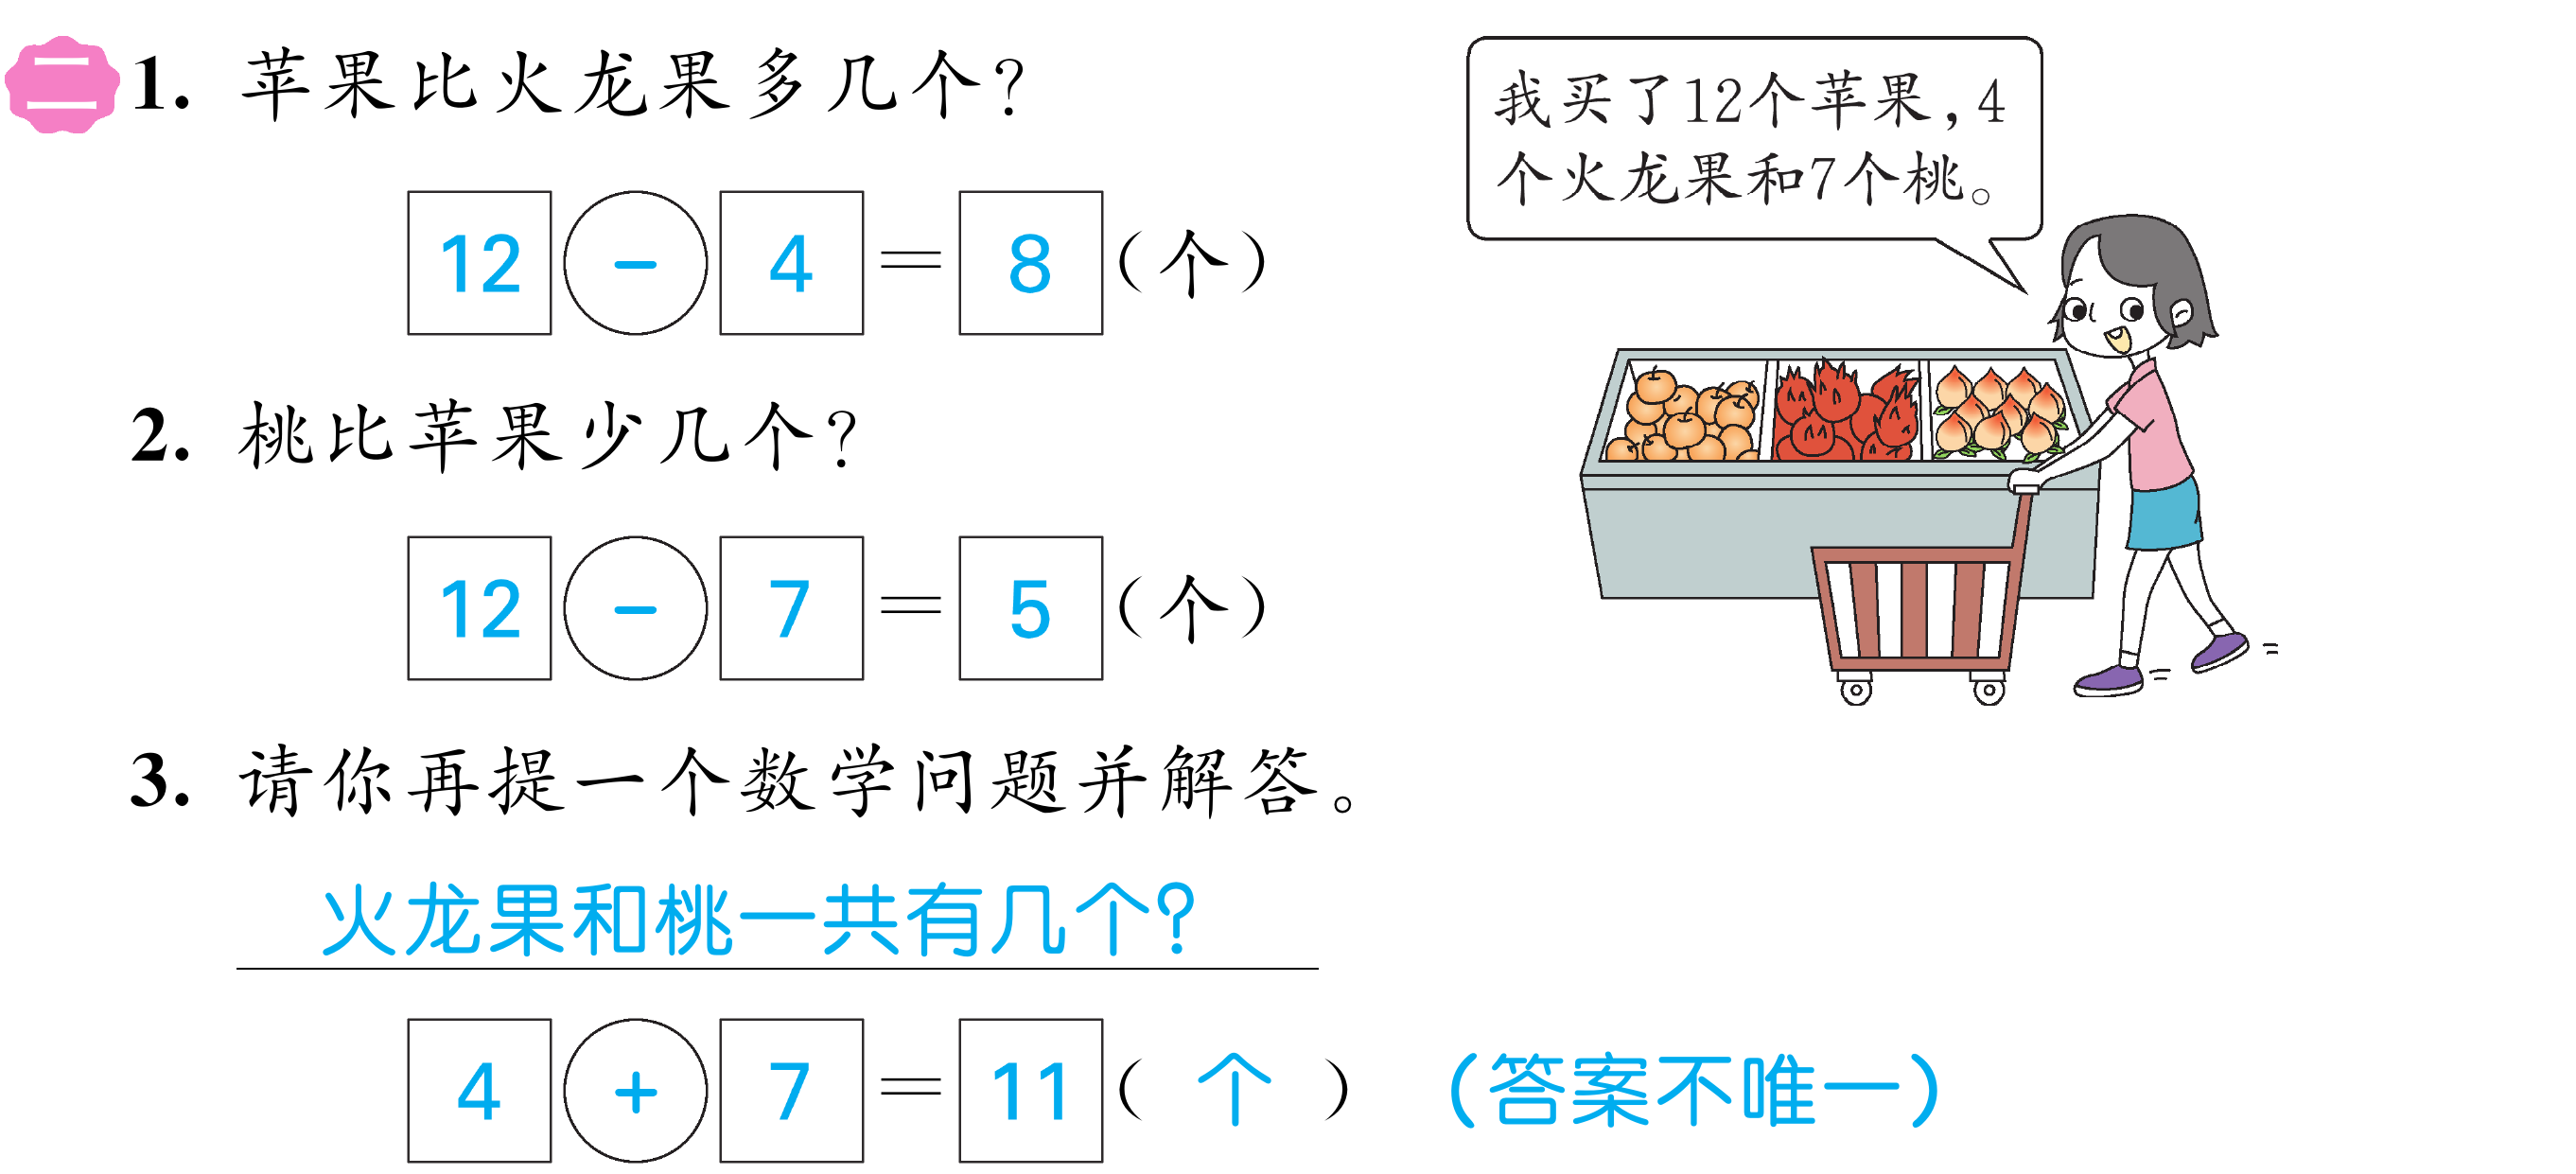 二 1. 苹果比火龙果多几个?
我买了12个苹果,4
个火龙果和7个桃。
12 - 4 = 8 (个)
2. 桃比苹果少几个?
12 - 7 = 5 (个)
3. 请你再提一个数学问题并解答。
火龙果和桃一共有几个?
4 + 7 = 11 ( 个 ) (答案不唯一)